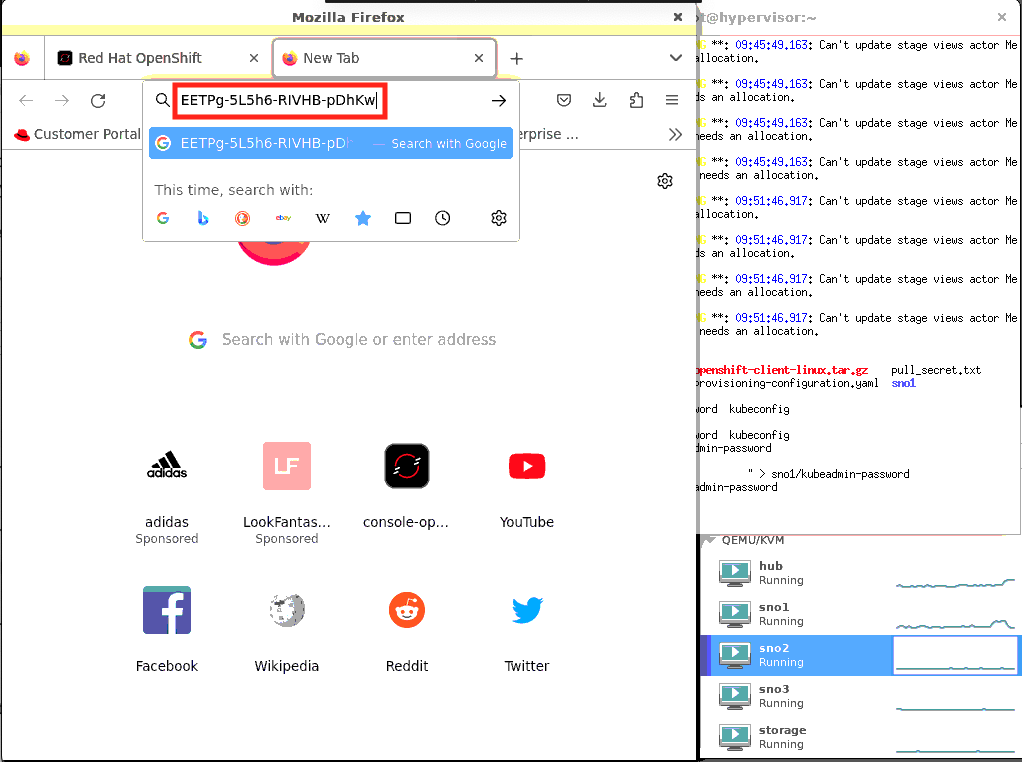 Mozilla Firefox
Red Hat OpenShift
New Tab
EETPg-5L5h6-RIVHB-pDhKw
Customer Portal
erprise ...
EETPg-5L5h6-RIVHB-pDh — Search with Google
This time, search with:
ebay
W
Search with Google or enter address
adidas
adidas
Sponsored
LF
LookFantas...
Sponsored
console-op...
YouTube
Facebook
Wikipedia
Reddit
Twitter
t@hypervisor:~
G **: 09:45:49.163: Can't update stage views actor Me
allocation.
G **: 09:45:49.163: Can't update stage views actor Me
ds an allocation.
G **: 09:45:49.163: Can't update stage views actor Me
needs an allocation.
G **: 09:45:49.163: Can't update stage views actor Me
needs an allocation.
G **: 09:51:46.917: Can't update stage views actor Me
allocation.
G **: 09:51:46.917: Can't update stage views actor Me
ds an allocation.
G **: 09:51:46.917: Can't update stage views actor Me
needs an allocation.
G **: 09:51:46.917: Can't update stage views actor Me
needs an allocation.
openshift-client-linux.tar.gz pull_secret.txt
provisioning-configuration.yaml sno1
word kubeconfig
word kubeconfig
dmin-password
" > sno1/kubeadmin-password
admin-password
QEMU/KVM
hub
Running
sno1
Running
sno2
Running
sno3
Running
storage
Running